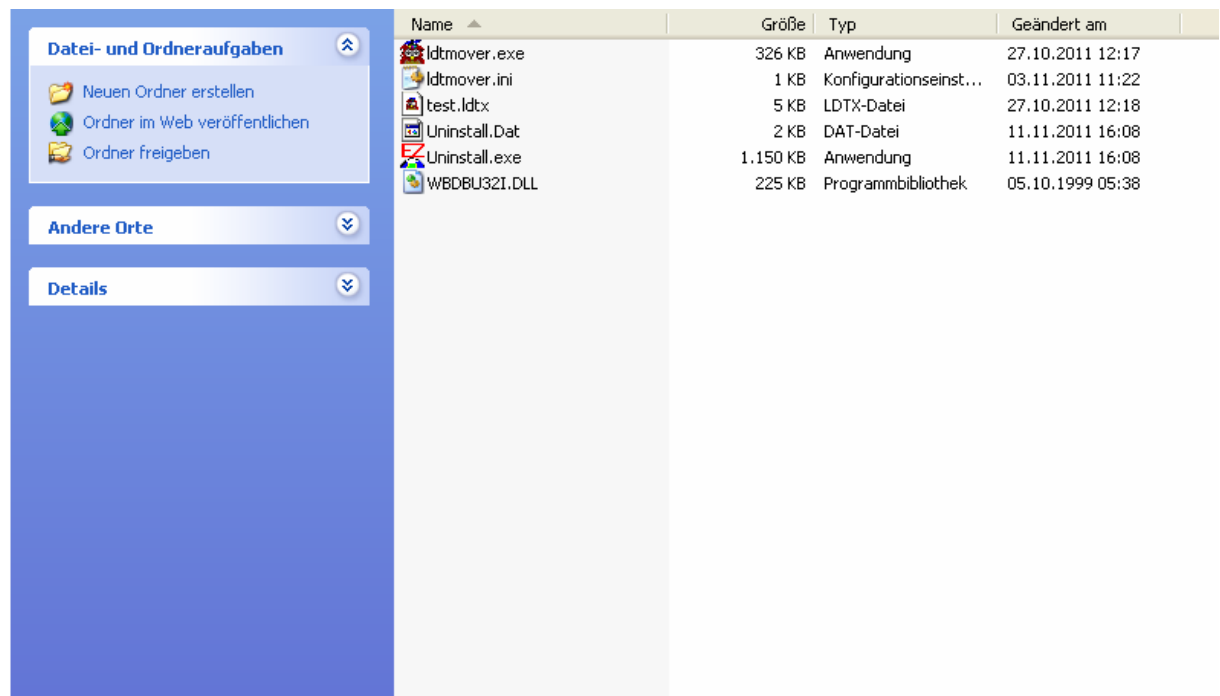 Datei- und Ordneraufgaben
Neuen Ordner erstellen
Ordner im Web veröffentlichen
Ordner freigeben
Andere Orte
Details
Name Größe Typ Geändert am
ldtmover.exe 326 KB Anwendung 27.10.2011 12:17
ldtmover.ini 1 KB Konfigurationseinst... 03.11.2011 11:22
test.ldtx 5 KB LDTX-Datei 27.10.2011 12:18
Uninstall.Dat 2 KB DAT-Datei 11.11.2011 16:08
Uninstall.exe 1.150 KB Anwendung 11.11.2011 16:08
WBDBU32I.DLL 225 KB Programmbibliothek 05.10.1999 05:38